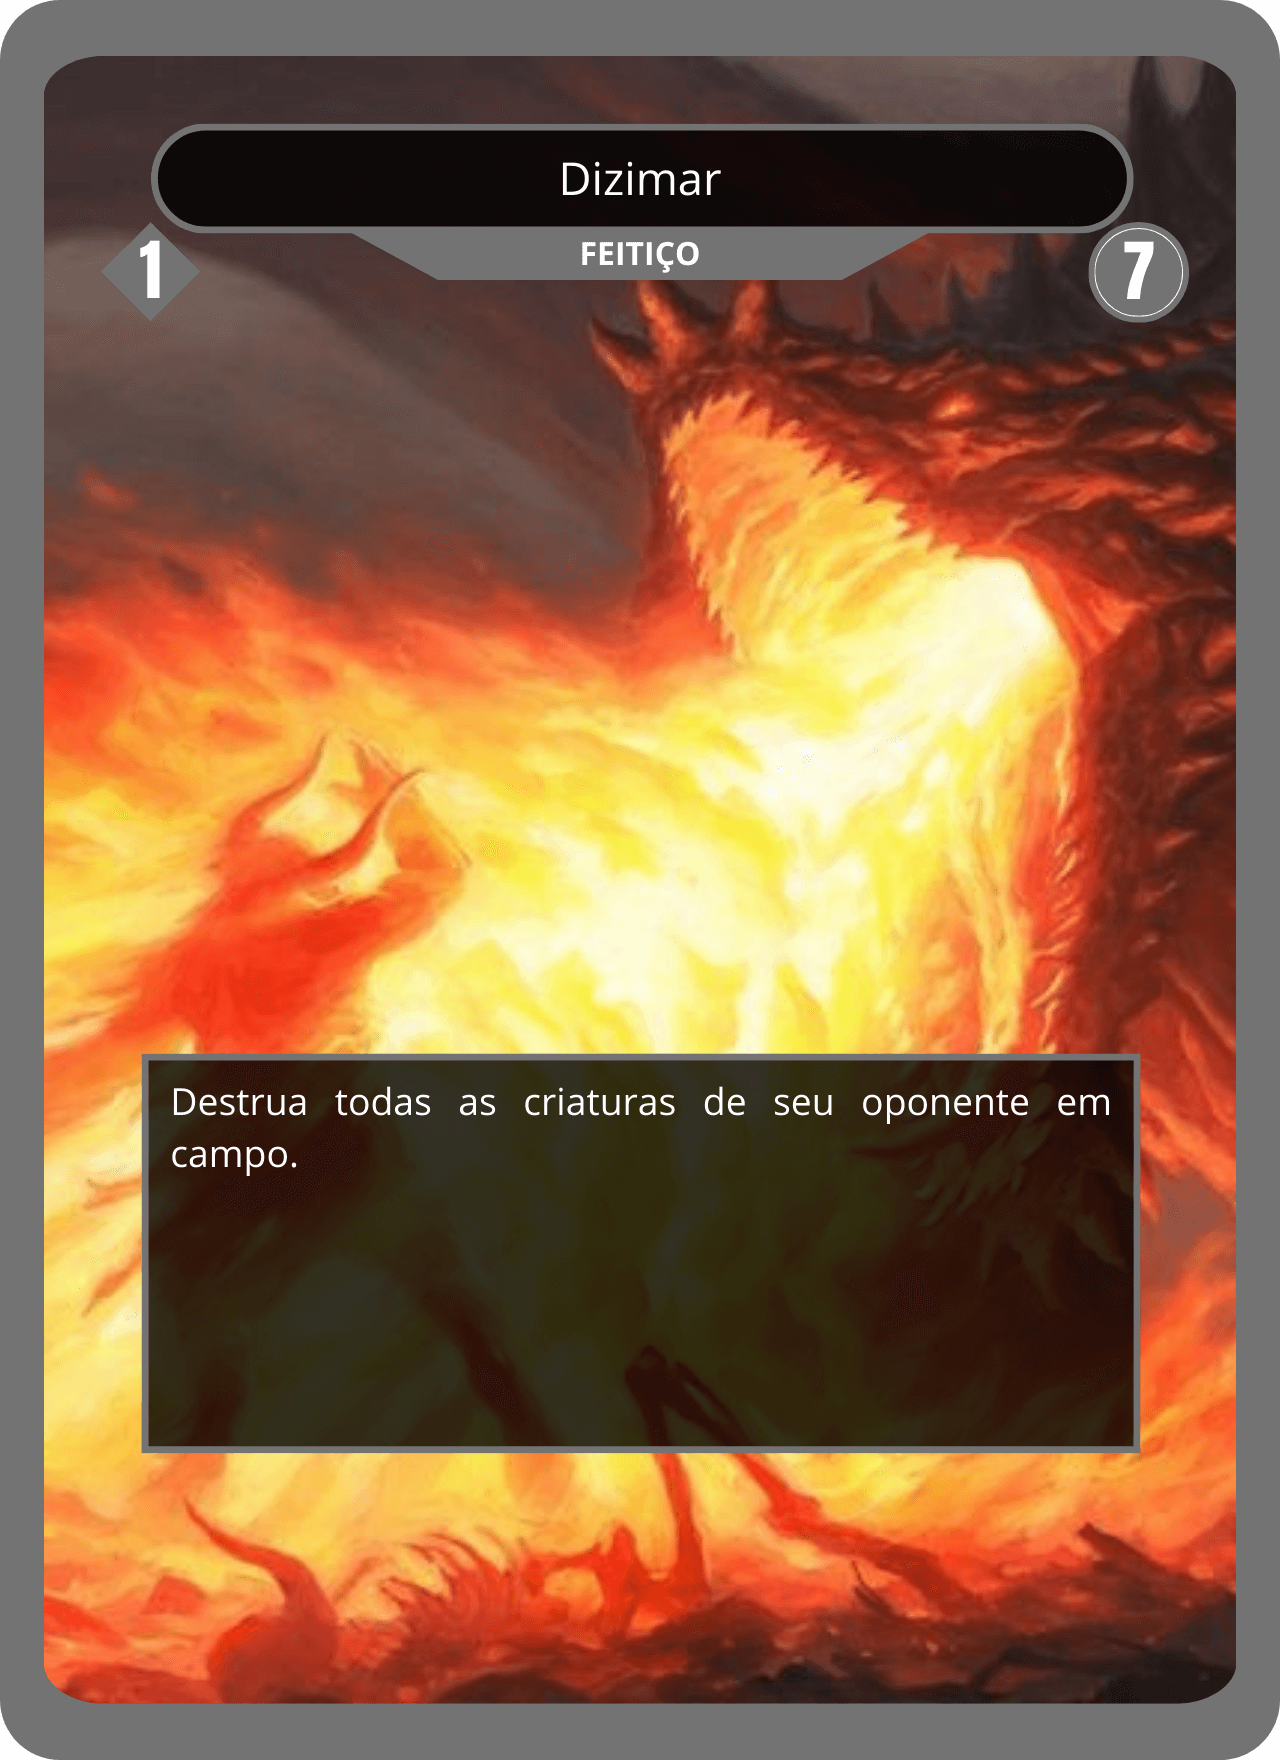 Dizimar
FEITIÇO
1
7
Destrua todas as criaturas de seu oponente em
campo.